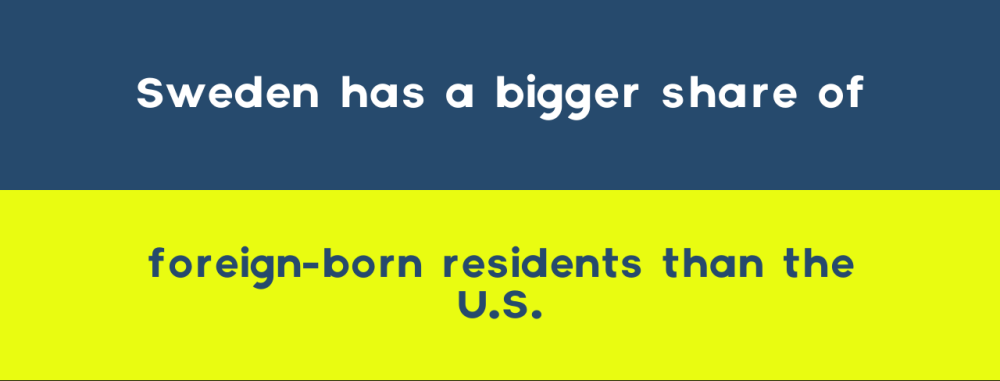 Sweden has a bigger share of
foreign-born residents than the
U.S.